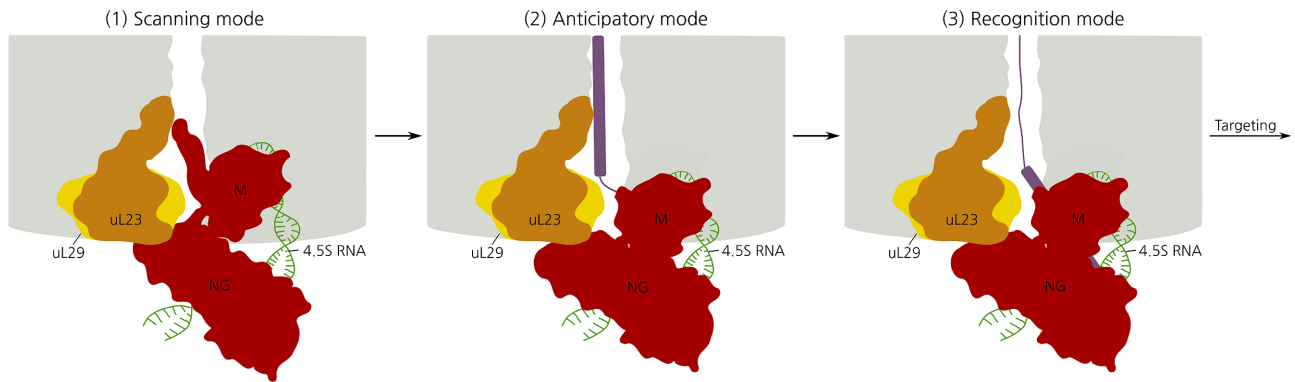 (1) Scanning mode
(2) Anticipatory mode
(3) Recognition mode
Targeting
M
uL23
uL29
4,5S RNA
NG
M
uL23
uL29
4,5S RNA
NG
M
uL23
uL29
4,5S RNA
NG